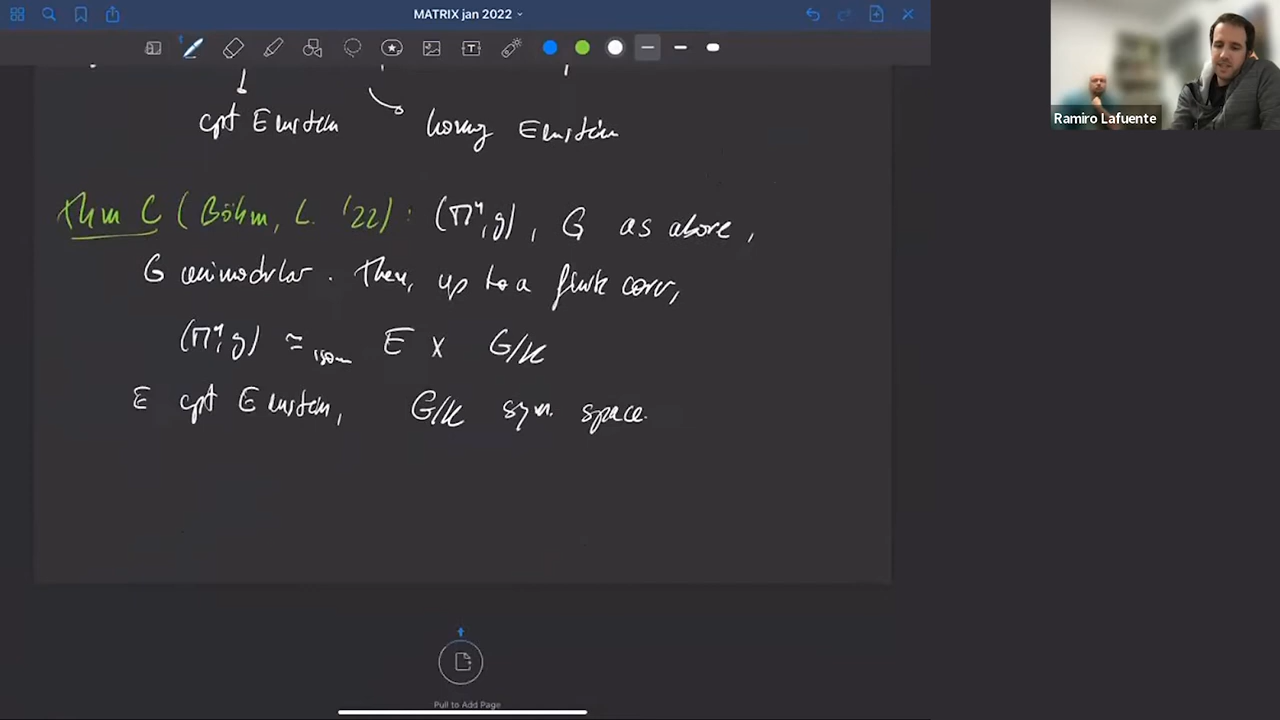 MATRIX jan 2022
Ramiro Lafuente
cpt Einstein
homog Einstein
Thm C (Böhm, L. '22): (M^n, g), G as above,
G unimodular. Then, up to a finite cover,
(M^n, g) ≃_isom E × G/K
E cpt Einstein, G/K sym. space.
Pull to Add Page